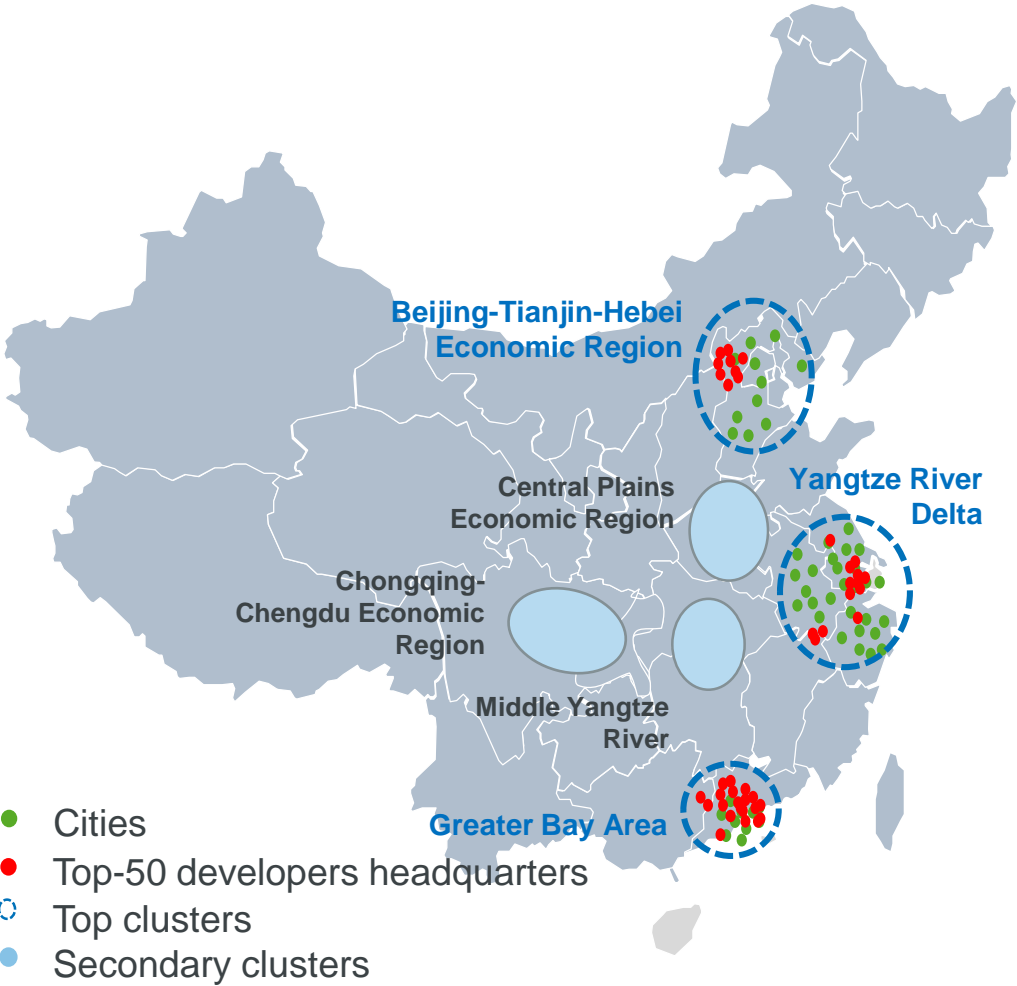 Beijing-Tianjin-Hebei
Economic Region
Yangtze River
Delta
Central Plains
Economic Region
Chongqing-
Chengdu Economic
Region
Middle Yangtze
River
Greater Bay Area
Cities
Top-50 developers headquarters
Top clusters
Secondary clusters